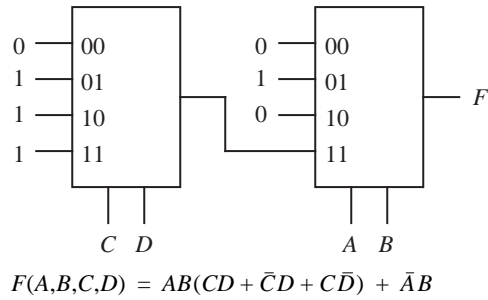 0 00 0 00
1 01 1 01 F
1 10 0 10
1 11 11
C D A B
F(A,B,C,D) = AB(CD + C̄D + CD̄) + ĀB